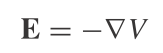 𝐄 = −∇V